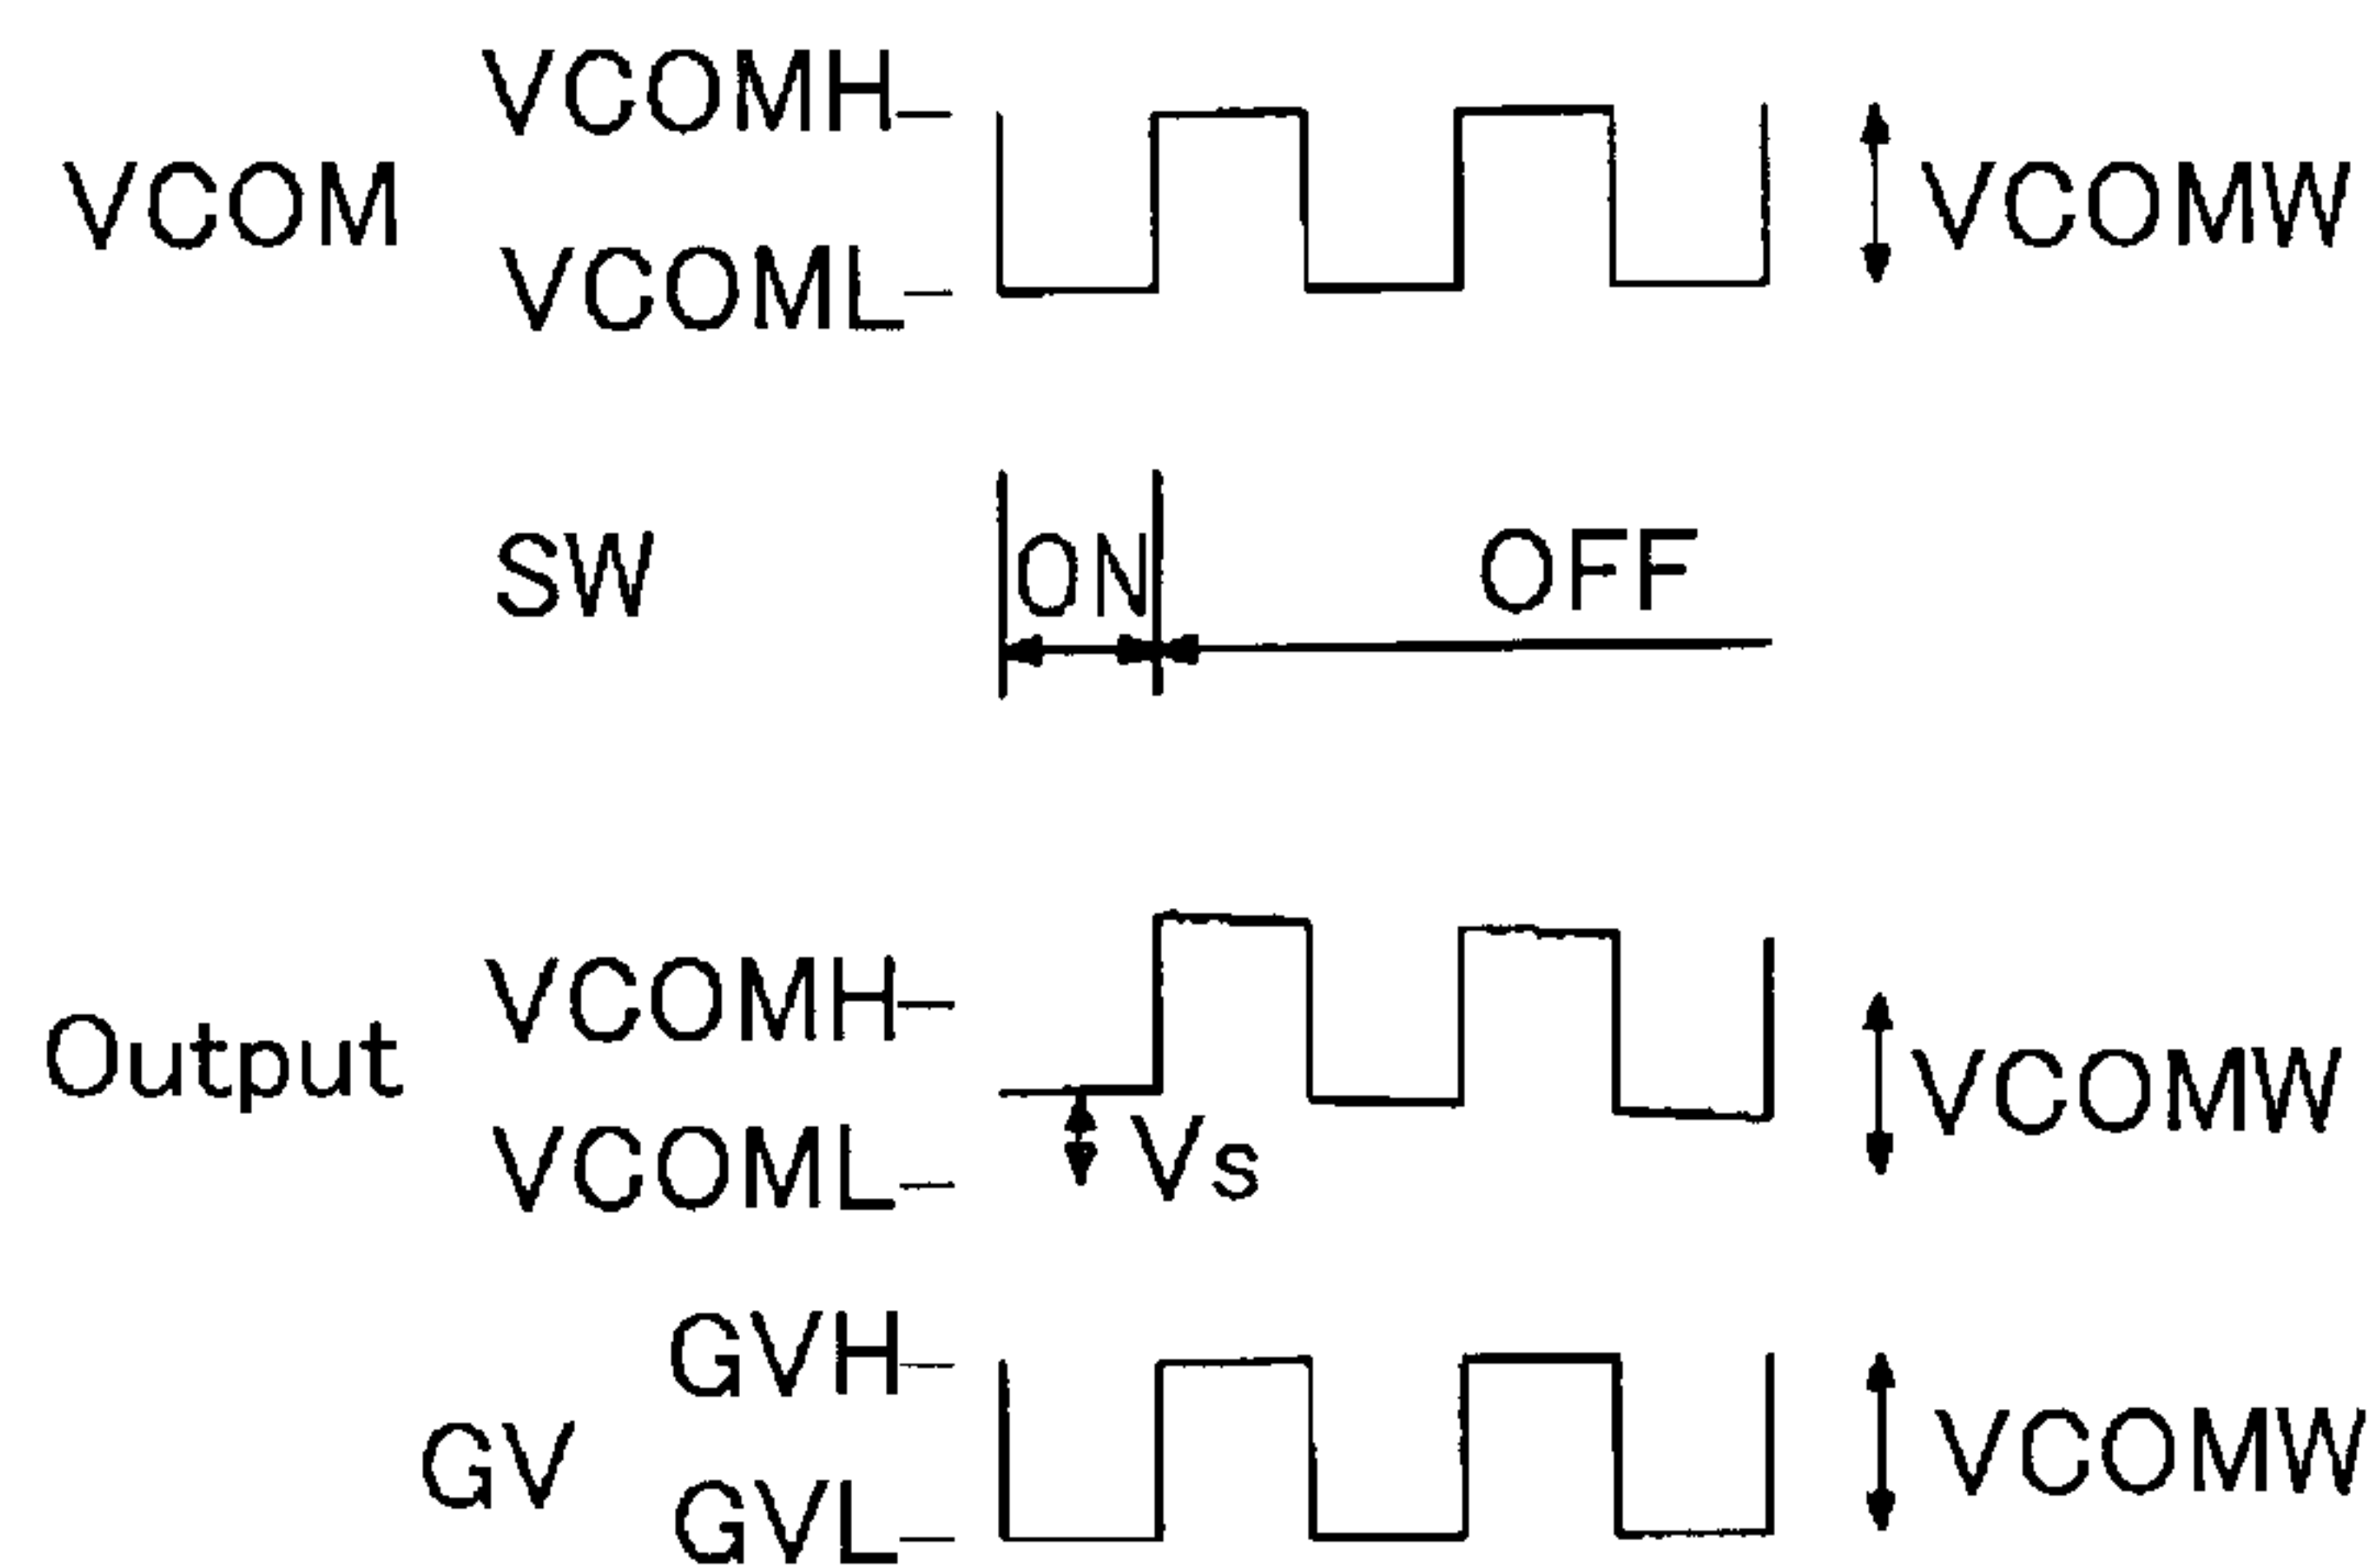 VCOMH
VCOM
VCOMW
VCOML
SW
ON
OFF
VCOMH
Output
VCOMW
VCOML
Vs
GVH
GV
VCOMW
GVL